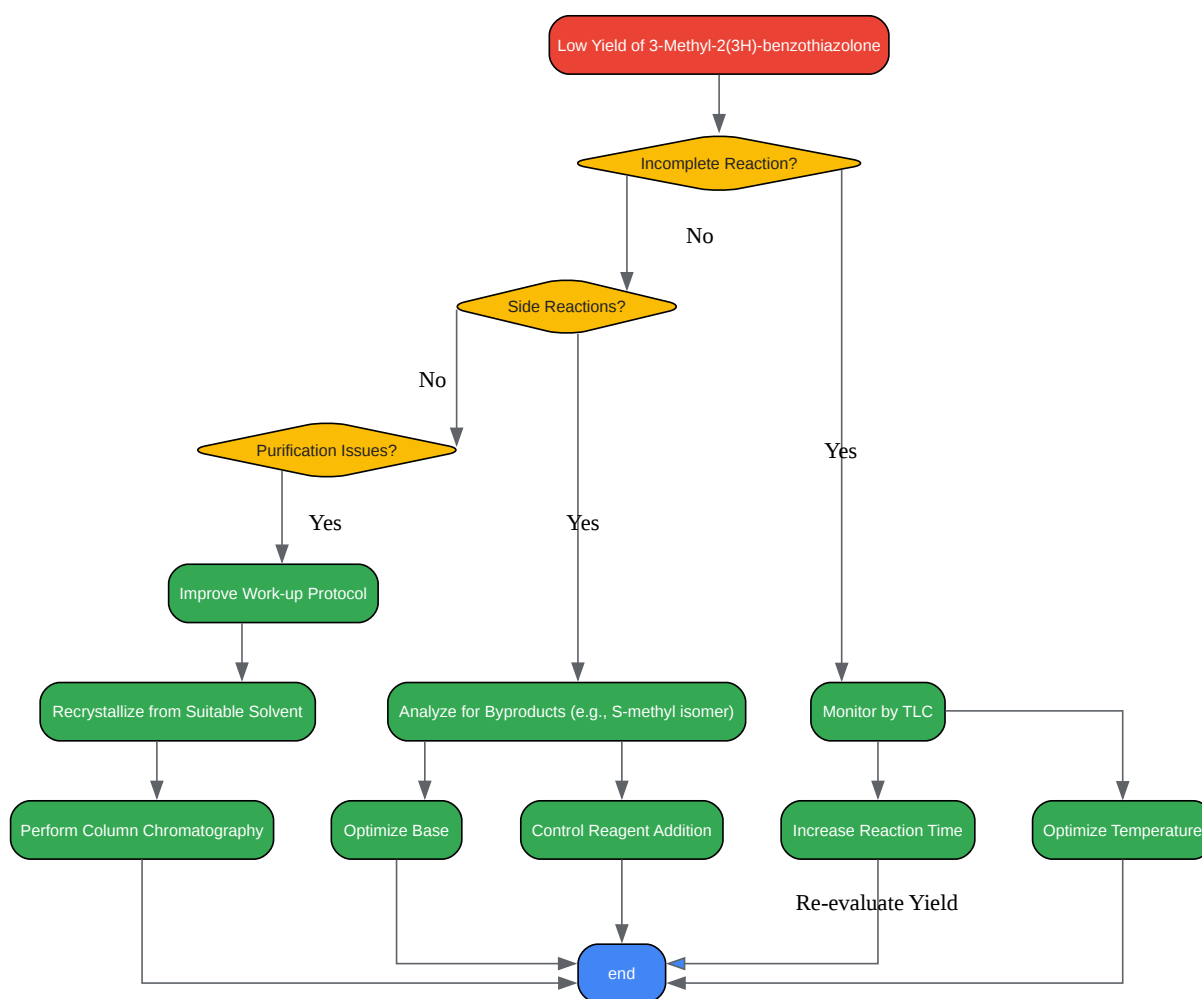 Low Yield of 3-Methyl-2(3H)-benzothiazolone
Incomplete Reaction?
No
Side Reactions?
No
Purification Issues?
Yes
Yes
Yes
Improve Work-up Protocol
Recrystallize from Suitable Solvent
Analyze for Byproducts (e.g., S-methyl isomer)
Monitor by TLC
Perform Column Chromatography
Optimize Base
Control Reagent Addition
Increase Reaction Time
Optimize Temperature
Re-evaluate Yield
end